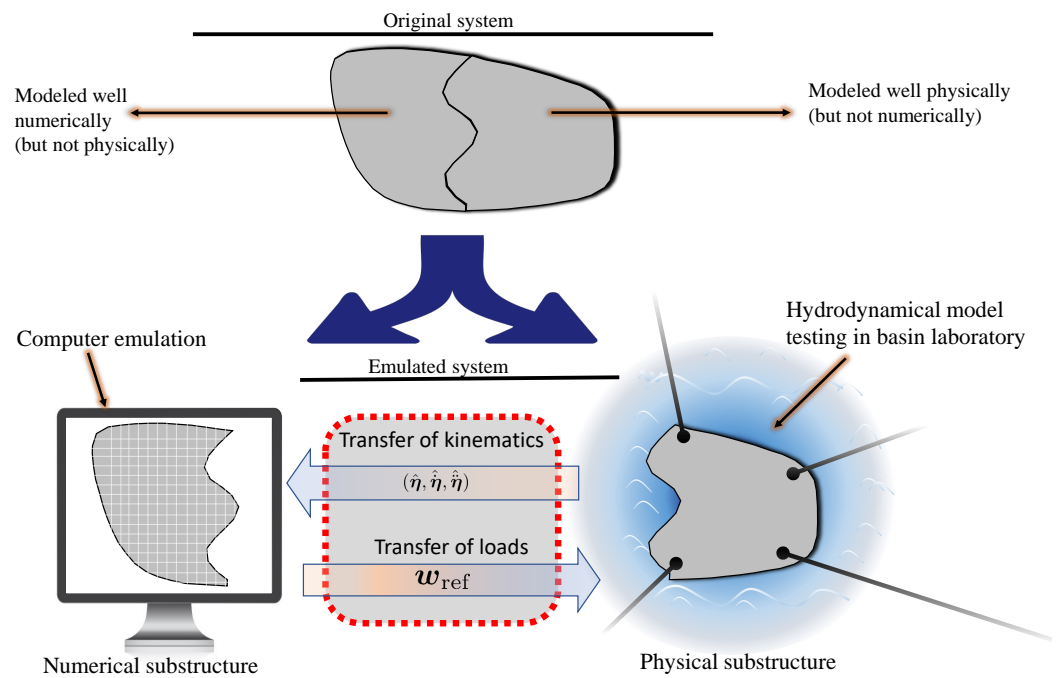 Original system
Modeled well
numerically
(but not physically)
Modeled well physically
(but not numerically)
Computer emulation
Hydrodynamical model
testing in basin laboratory
Emulated system
Transfer of kinematics
(η̂, η̂̇, η̂̈)
Transfer of loads
w_ref
Numerical substructure
Physical substructure